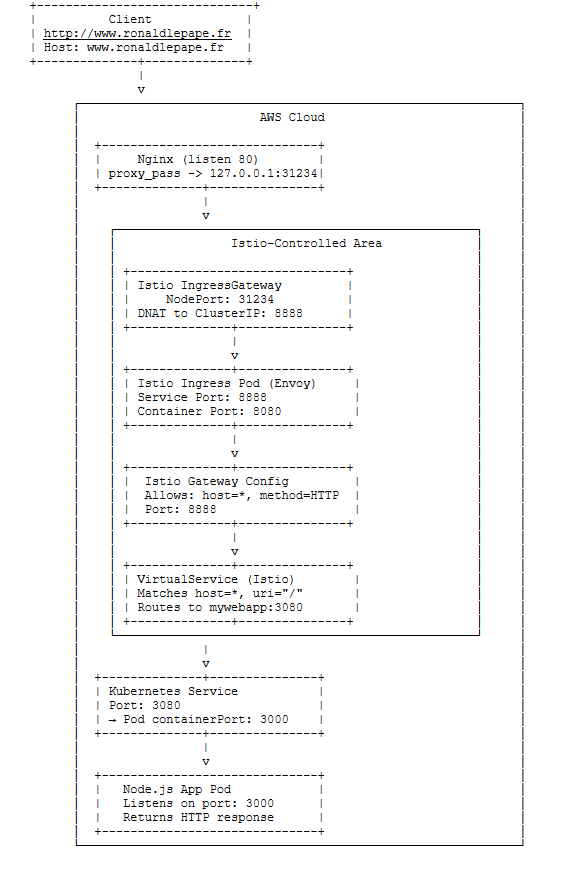 Client
http://www.ronaldlepape.fr
Host: www.ronaldlepape.fr
v
AWS Cloud
Nginx (listen 80)
proxy_pass -> 127.0.0.1:31234
v
Istio-Controlled Area
Istio IngressGateway
NodePort: 31234
DNAT to ClusterIP: 8888
v
Istio Ingress Pod (Envoy)
Service Port: 8888
Container Port: 8080
v
Istio Gateway Config
Allows: host=*, method=HTTP
Port: 8888
v
VirtualService (Istio)
Matches host=*, uri="/"
Routes to mywebapp:3080
v
Kubernetes Service
Port: 3080
→ Pod containerPort: 3000
v
Node.js App Pod
Listens on port: 3000
Returns HTTP response